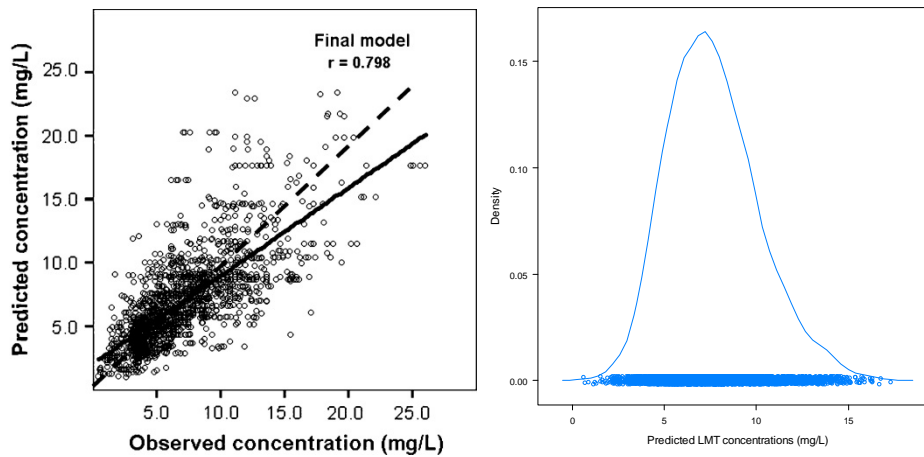 Final model
r = 0.798
Predicted concentration (mg/L)
25.0
20.0
15.0
10.0
5.0
5.0 10.0 15.0 20.0 25.0
Observed concentration (mg/L)
Density
0.15
0.10
0.05
0.00
0 5 10 15
Predicted LMT concentrations (mg/L)